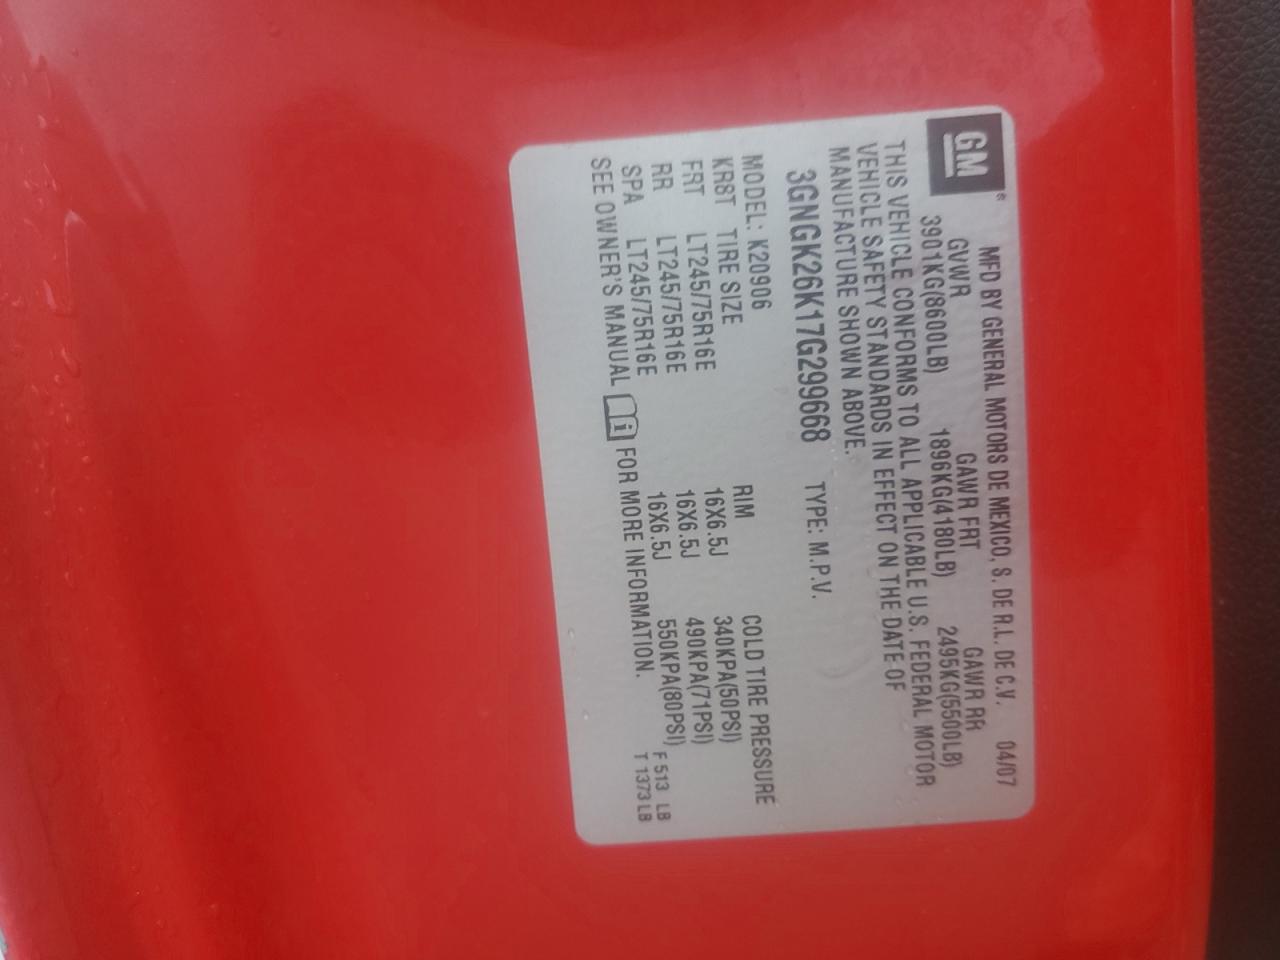 GM ® MFD BY GENERAL MOTORS DE MEXICO, S. DE R.L. DE C.V. 04/07
GVWR GAWR FRT GAWR RR
3901KG(8600LB) 1896KG(4180LB) 2495KG(5500LB)
THIS VEHICLE CONFORMS TO ALL APPLICABLE U.S. FEDERAL MOTOR
VEHICLE SAFETY STANDARDS IN EFFECT ON THE DATE OF
MANUFACTURE SHOWN ABOVE.
3GNGK26K17G299668 TYPE: M.P.V.
MODEL: K20906
KR8T TIRE SIZE RIM COLD TIRE PRESSURE
FRT LT245/75R16E 16X6.5J 340KPA(50PSI)
RR LT245/75R16E 16X6.5J 490KPA(71PSI)
SPA LT245/75R16E 16X6.5J 550KPA(80PSI) F 513 LB
SEE OWNER'S MANUAL i FOR MORE INFORMATION. T 1373 LB